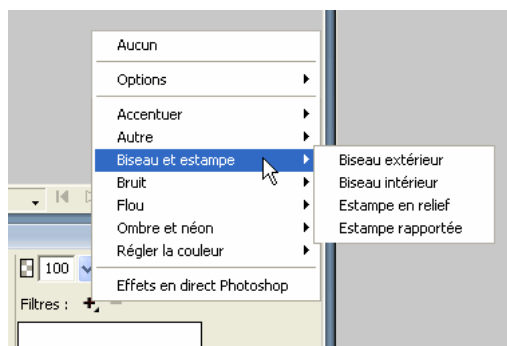 Aucun
Options
Accentuer
Autre
Biseau et estampe
Bruit
Flou
Ombre et néon
Régler la couleur
Effets en direct Photoshop
Biseau extérieur
Biseau intérieur
Estampe en relief
Estampe rapportée
100
Filtres :